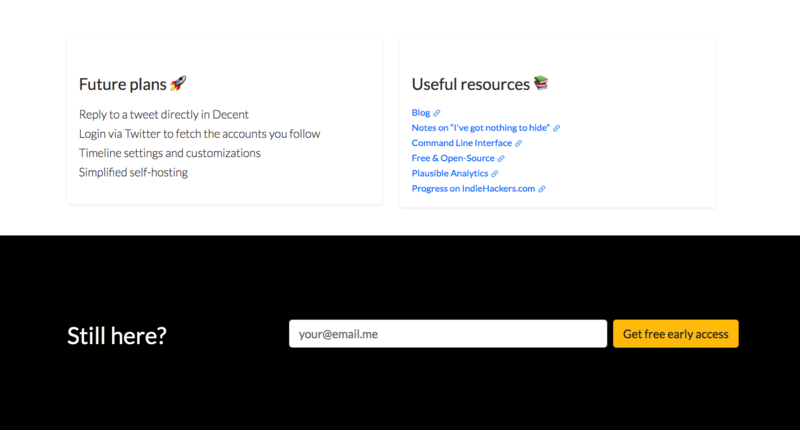 Future plans 🚀
Reply to a tweet directly in Decent
Login via Twitter to fetch the accounts you follow
Timeline settings and customizations
Simplified self-hosting
Useful resources 📚
Blog
Notes on “I've got nothing to hide”
Command Line Interface
Free & Open-Source
Plausible Analytics
Progress on IndieHackers.com
Still here?
your@email.me
Get free early access